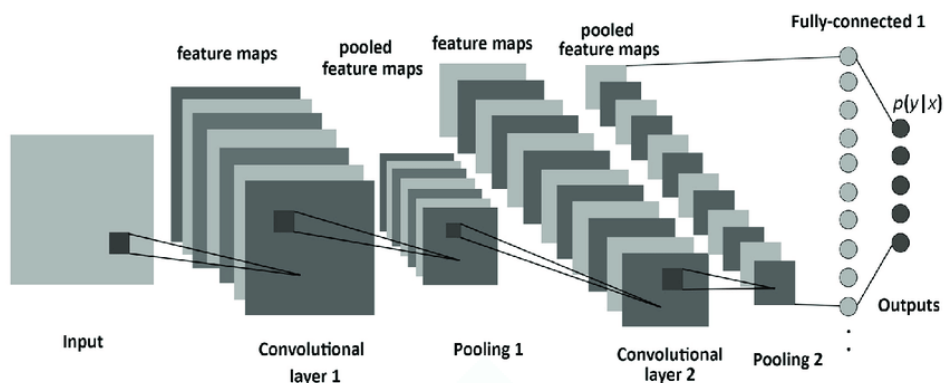 Fully-connected 1
feature maps
pooled
feature maps
feature maps
pooled
feature maps
p(y|x)
Input
Convolutional
layer 1
Pooling 1
Convolutional
layer 2
Pooling 2
Outputs